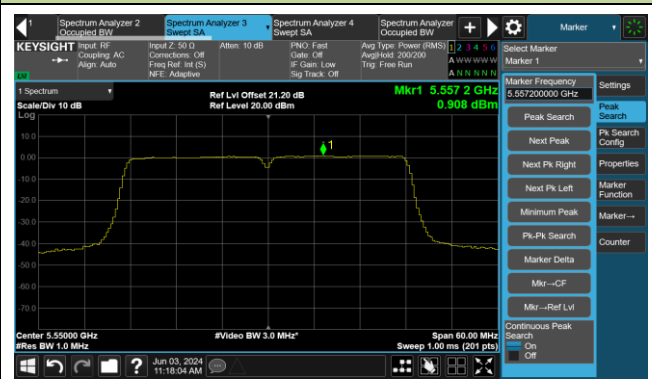 1
Spectrum Analyzer 2
Occupied BW
Spectrum Analyzer 3
Swept SA
Spectrum Analyzer 4
Swept SA
Spectrum Analyzer
Occupied BW
+
Marker
KEYSIGHT
Input: RF
Coupling: AC
Align: Auto
Input Z: 50 Ω
Corrections: Off
Freq Ref: Int (S)
NFE: Adaptive
Atten: 10 dB
PNO: Fast
Gate: Off
IF Gain: Low
Sig Track: Off
Avg Type: Power (RMS)
Avg|Hold: 200/200
Trig: Free Run
1 2 3 4 5 6
A W W W W W
A N N N N N
LXI
Select Marker
Marker 1
1 Spectrum
Scale/Div 10 dB
Log
Ref Lvl Offset 21.20 dB
Ref Level 20.00 dBm
Mkr1 5.557 2 GHz
0.908 dBm
10.0
0.00
-10.0
-20.0
-30.0
-40.0
-50.0
-60.0
-70.0
1
Center 5.55000 GHz
#Res BW 1.0 MHz
#Video BW 3.0 MHz*
Span 60.00 MHz
Sweep 1.00 ms (201 pts)
Marker Frequency
5.557200000 GHz
Peak Search
Next Peak
Next Pk Right
Next Pk Left
Minimum Peak
Pk-Pk Search
Marker Delta
Mkr→CF
Mkr→Ref Lvl
Continuous Peak
Search
On
Off
Settings
Peak
Search
Pk Search
Config
Properties
Marker
Function
Marker→
Counter
?
Jun 03, 2024
11:18:04 AM